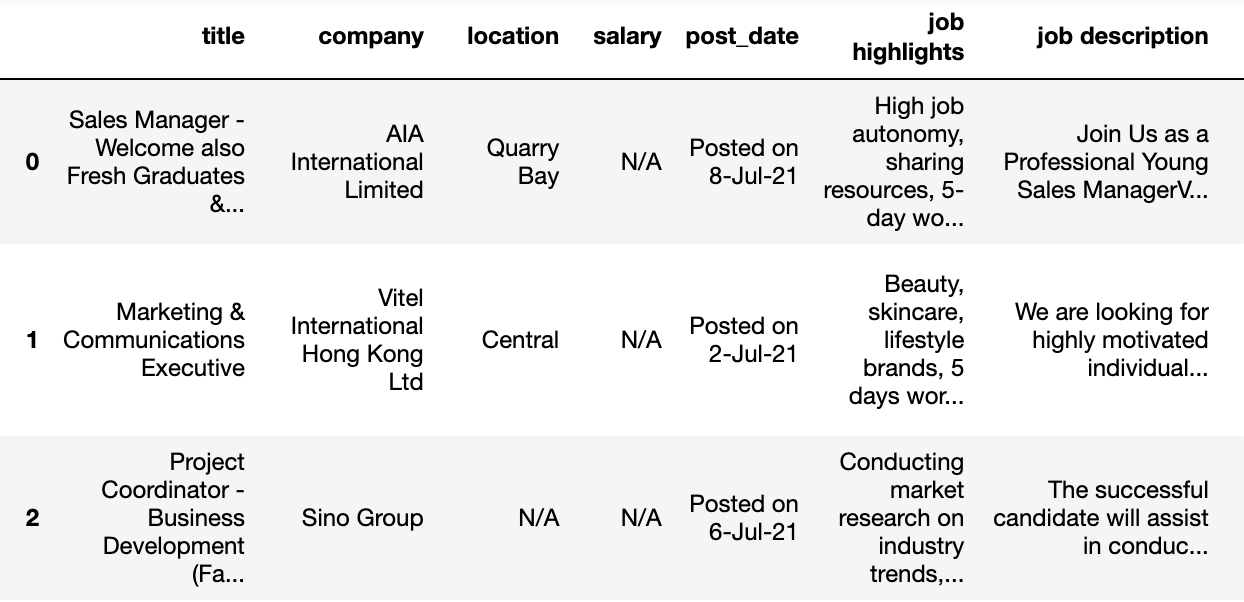 title company location salary post_date job highlights job description
0 Sales Manager - Welcome also Fresh Graduates &... AIA International Limited Quarry Bay N/A Posted on 8-Jul-21 High job autonomy, sharing resources, 5-day wo... Join Us as a Professional Young Sales ManagerV...
1 Marketing & Communications Executive Vitel International Hong Kong Ltd Central N/A Posted on 2-Jul-21 Beauty, skincare, lifestyle brands, 5 days wor... We are looking for highly motivated individual...
2 Project Coordinator - Business Development (Fa... Sino Group N/A N/A Posted on 6-Jul-21 Conducting market research on industry trends,... The successful candidate will assist in conduc...